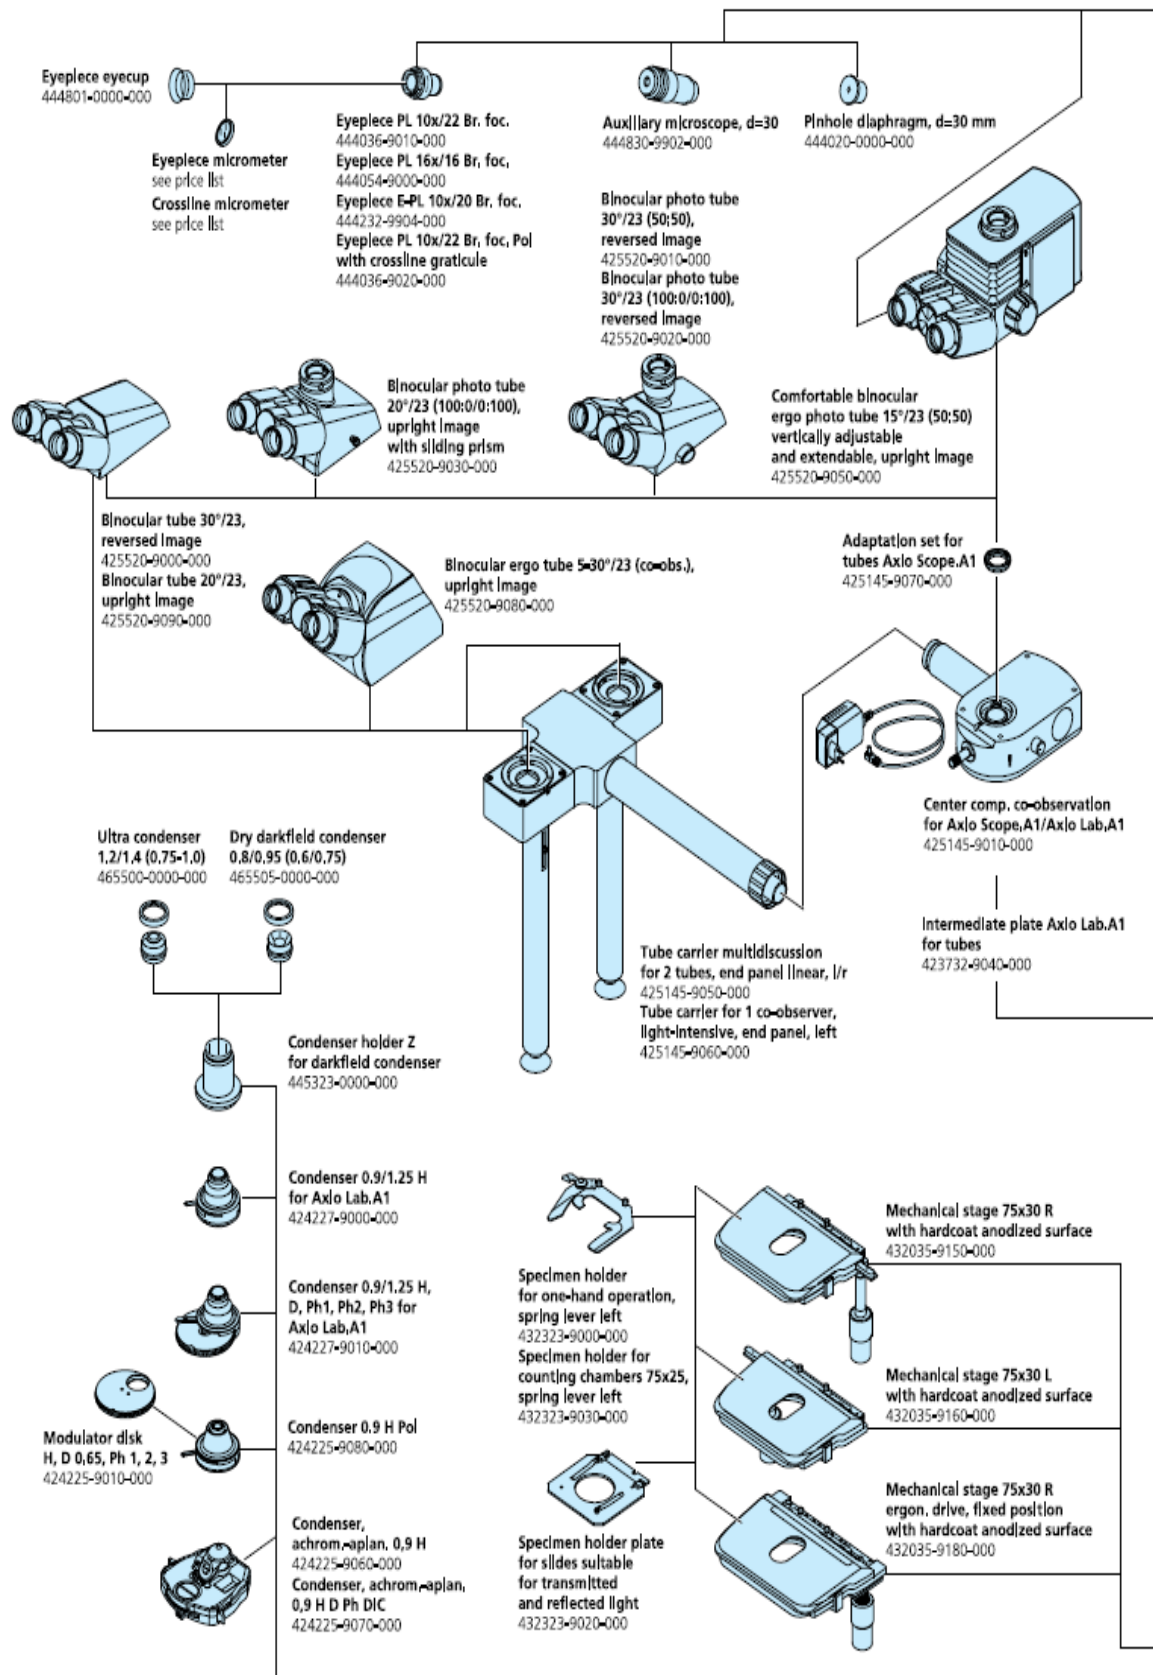 Eyepiece eyecup
444801-0000-000
Eyepiece micrometer
see price list
Crossline micrometer
see price list
Eyepiece PL 10x/22 Br. foc.
444036-9010-000
Eyepiece PL 16x/16 Br. foc.
444054-9000-000
Eyepiece E-PL 10x/20 Br. foc.
444232-9904-000
Eyepiece PL 10x/22 Br. foc. Pol
with crossline graticule
444036-9020-000
Auxiliary microscope, d=30
444830-9902-000
Pinhole diaphragm, d=30 mm
444020-0000-000
Binocular photo tube
30°/23 (50:50),
reversed image
425520-9010-000
Binocular photo tube
30°/23 (100:0/0:100),
reversed image
425520-9020-000
Binocular photo tube
20°/23 (100:0/0:100),
upright image
with sliding prism
425520-9030-000
Comfortable binocular
ergo photo tube 15°/23 (50:50)
vertically adjustable
and extendable, upright image
425520-9050-000
Binocular tube 30°/23,
reversed image
425520-9000-000
Binocular tube 20°/23,
upright image
425520-9090-000
Binocular ergo tube 5-30°/23 (co-obs.),
upright image
425520-9080-000
Adaptation set for
tubes Axio Scope.A1
425145-9070-000
Center comp. co-observation
for Axio Scope.A1/Axio Lab.A1
425145-9010-000
Intermediate plate Axio Lab.A1
for tubes
423732-9040-000
Ultra condenser
1.2/1.4 (0.75-1.0)
465500-0000-000
Dry darkfield condenser
0.8/0.95 (0.6/0.75)
465505-0000-000
Tube carrier multidiscussion
for 2 tubes, end panel linear, l/r
425145-9050-000
Tube carrier for 1 co-observer,
light-intensive, end panel, left
425145-9060-000
Condenser holder Z
for darkfield condenser
445323-0000-000
Condenser 0.9/1.25 H
for Axio Lab.A1
424227-9000-000
Condenser 0.9/1.25 H,
D, Ph1, Ph2, Ph3 for
Axio Lab.A1
424227-9010-000
Modulator disk
H, D 0,65, Ph 1, 2, 3
424225-9010-000
Condenser 0.9 H Pol
424225-9080-000
Condenser,
achrom.-aplan. 0,9 H
424225-9060-000
Condenser, achrom.-aplan.
0,9 H D Ph DIC
424225-9070-000
Specimen holder
for one-hand operation,
spring lever left
432323-9000-000
Specimen holder for
counting chambers 75x25,
spring lever left
432323-9030-000
Specimen holder plate
for slides suitable
for transmitted
and reflected light
432323-9020-000
Mechanical stage 75x30 R
with hardcoat anodized surface
432035-9150-000
Mechanical stage 75x30 L
with hardcoat anodized surface
432035-9160-000
Mechanical stage 75x30 R
ergon. drive, fixed position
with hardcoat anodized surface
432035-9180-000